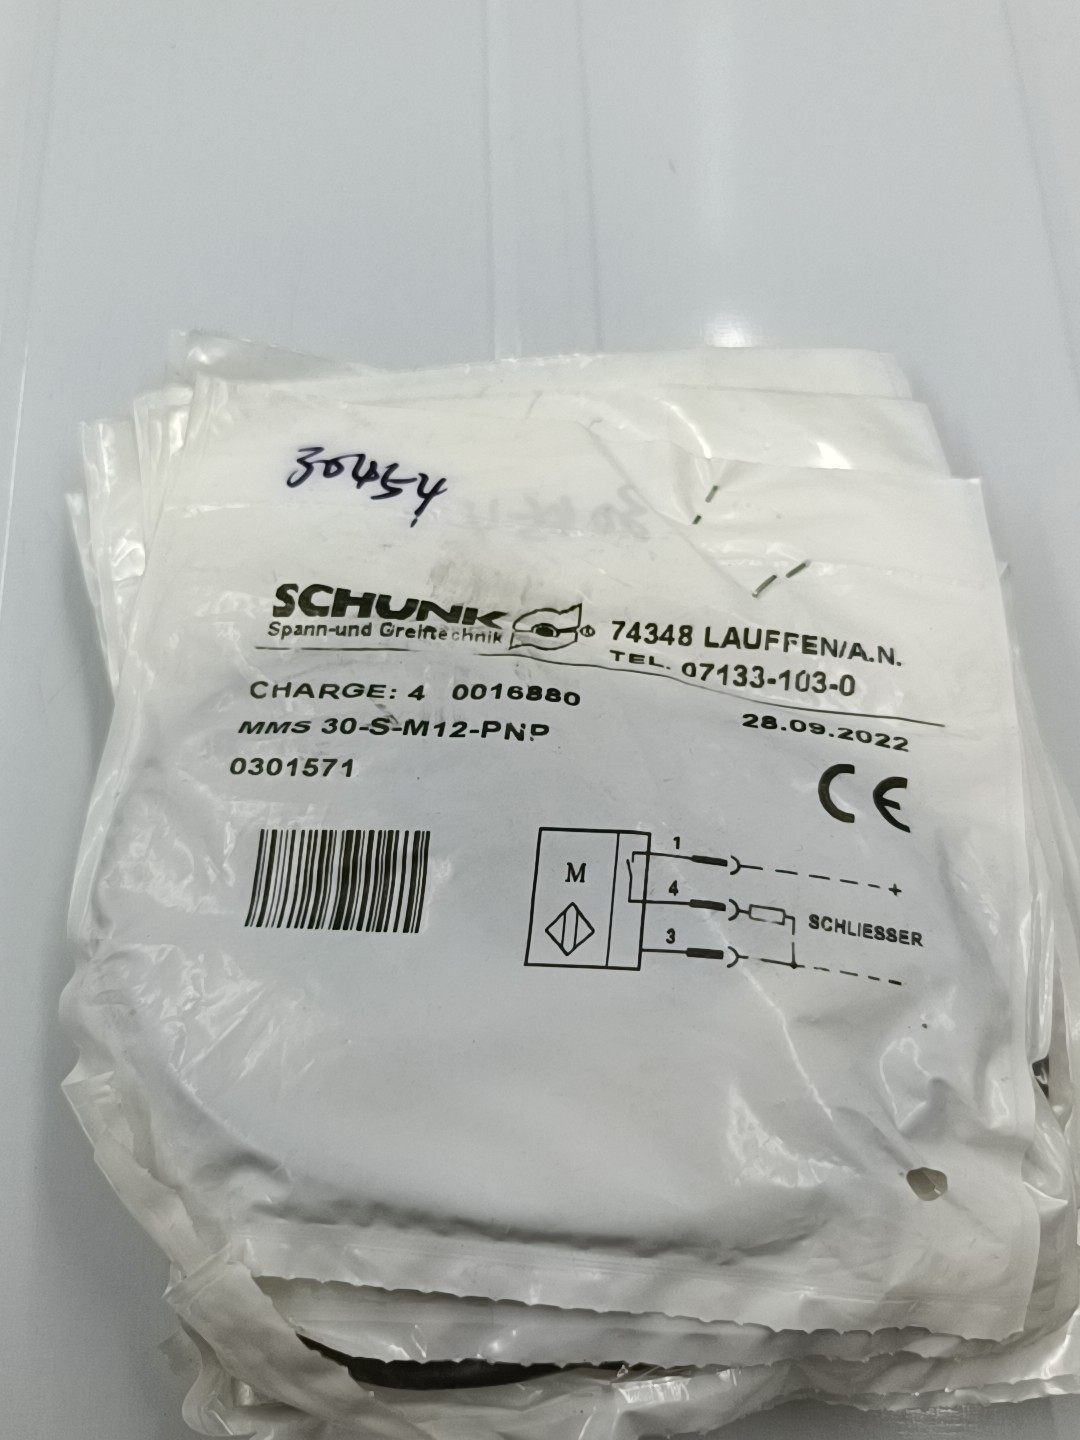 30454
SCHUNK ®
Spann-und Greiftechnik
74348 LAUFFEN/A.N.
TEL. 07133-103-0
CHARGE: 4 0016880
28.09.2022
MMS 30-S-M12-PNP
0301571
CE
M
1
+
4
SCHLIESSER
3
-